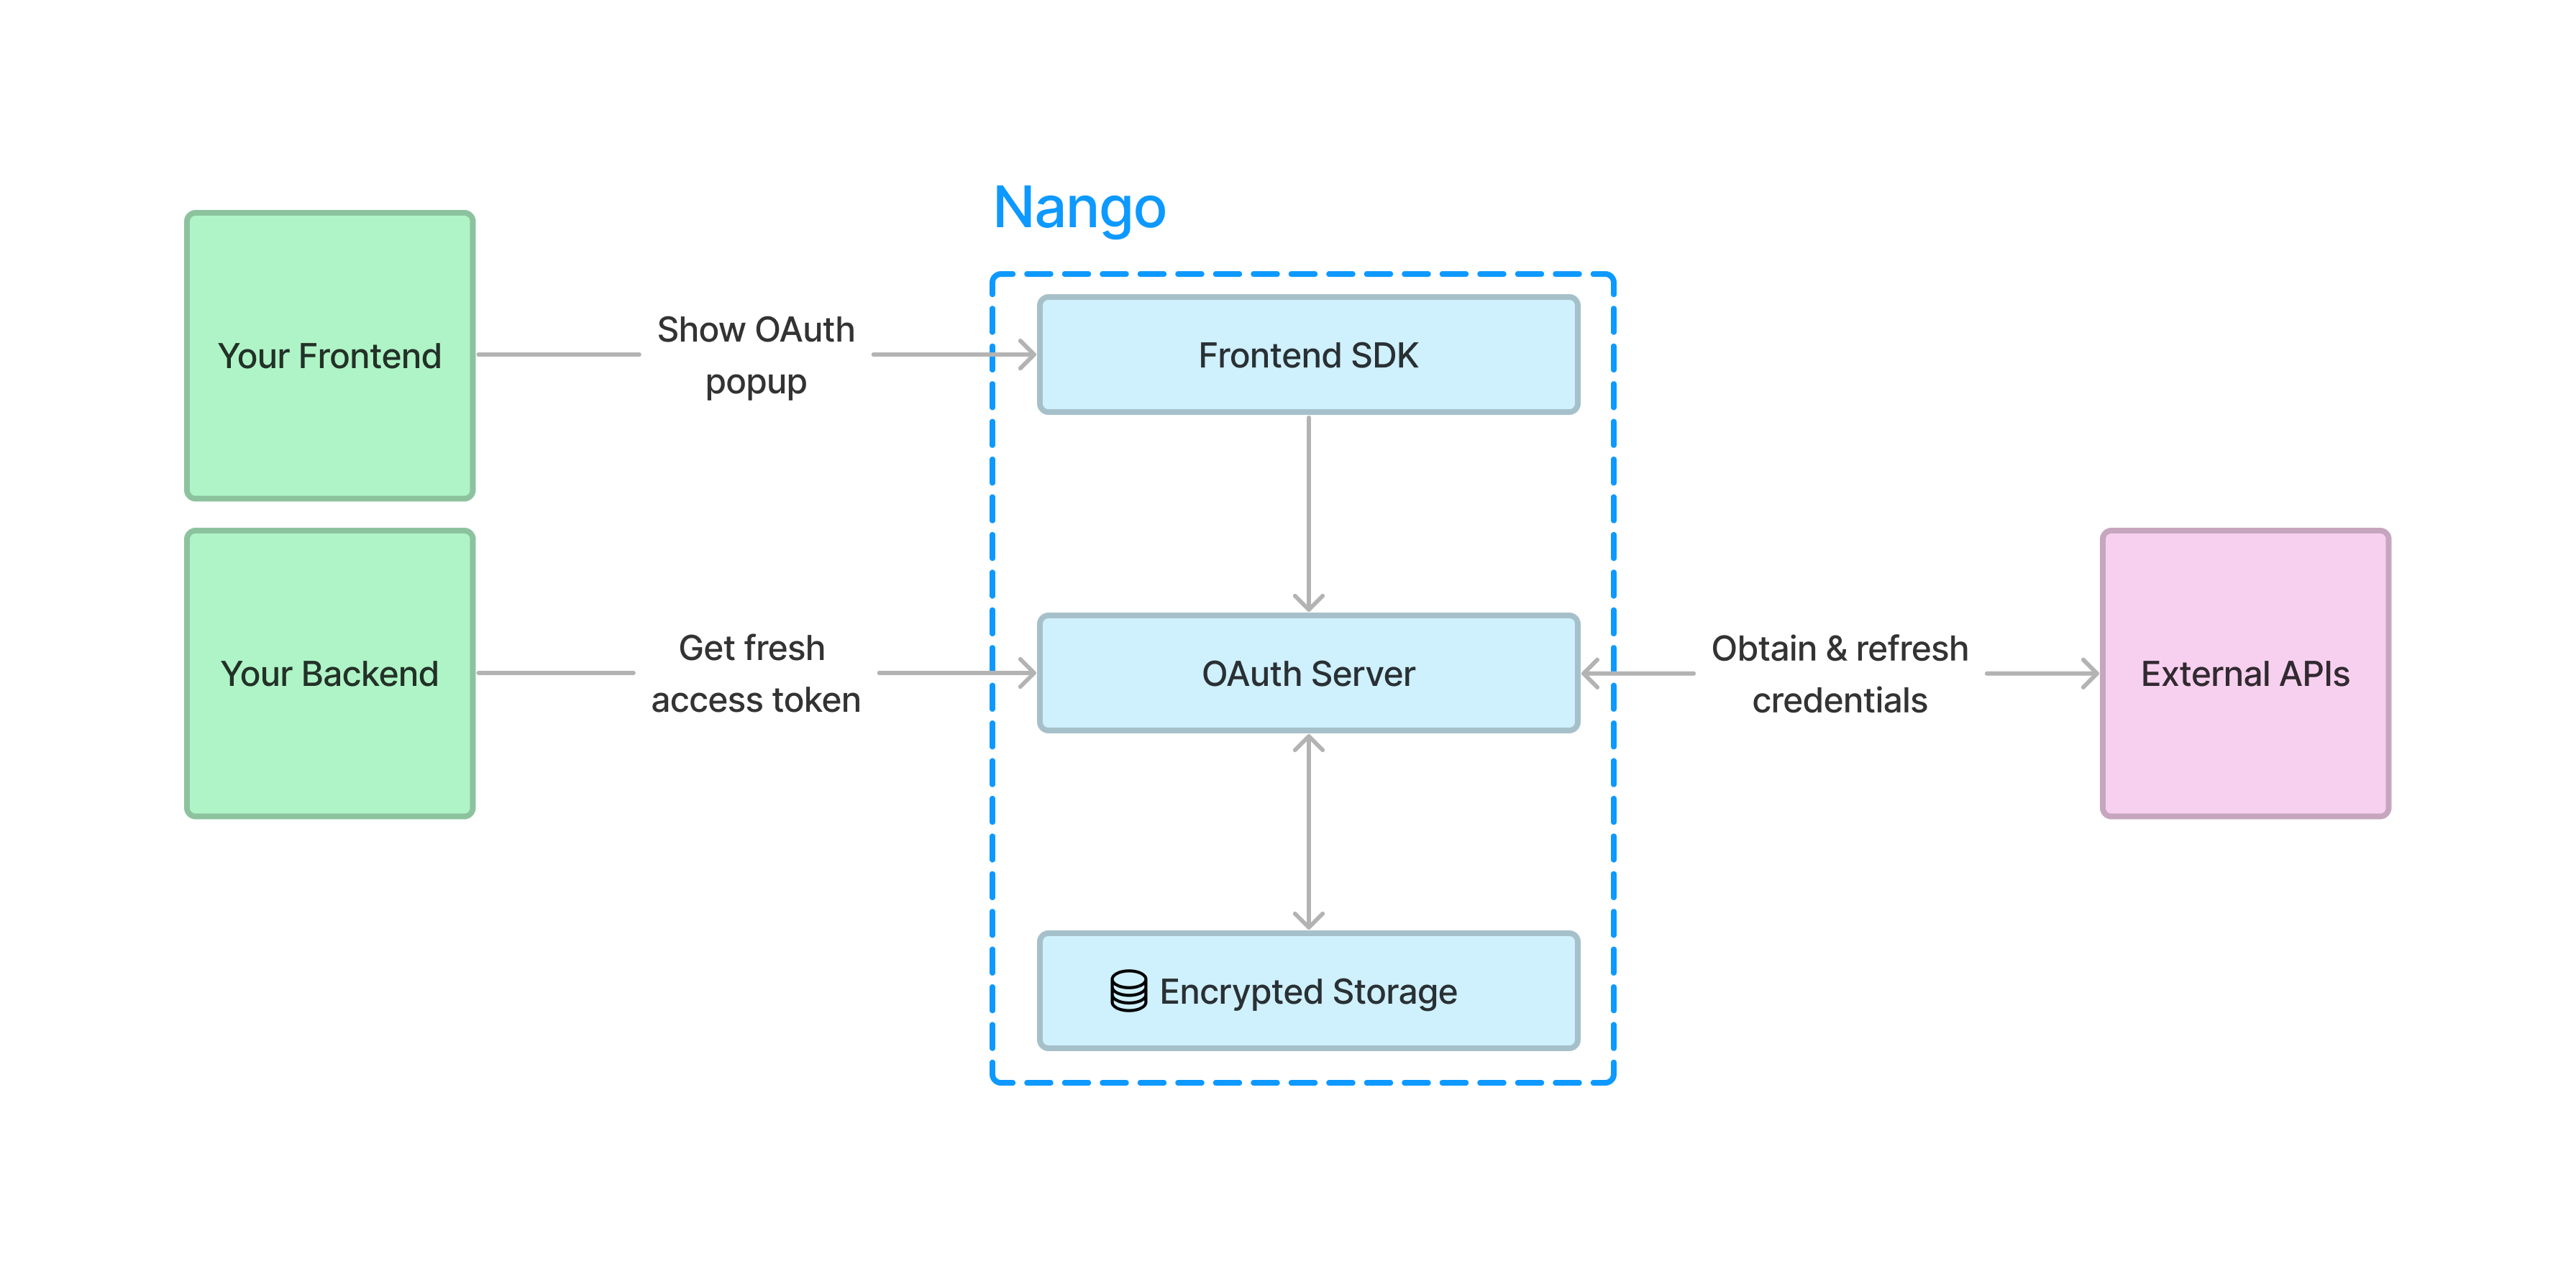 Nango
Your Frontend
Show OAuth
popup
Frontend SDK
Your Backend
Get fresh
access token
OAuth Server
Obtain & refresh
credentials
External APIs
Encrypted Storage